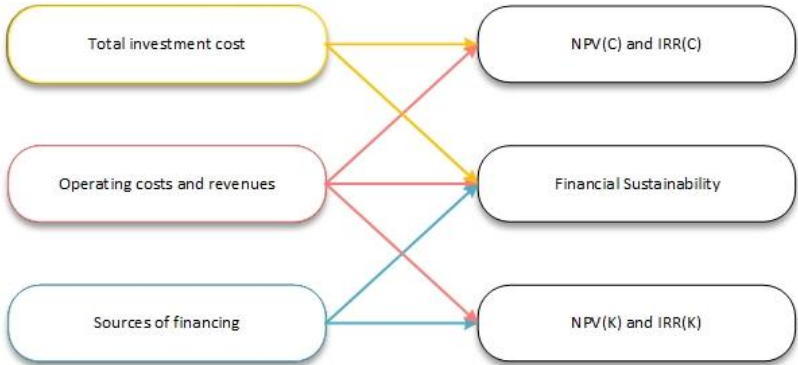 Total investment cost
NPV(C) and IRR(C)
Operating costs and revenues
Financial Sustainability
Sources of financing
NPV(K) and IRR(K)